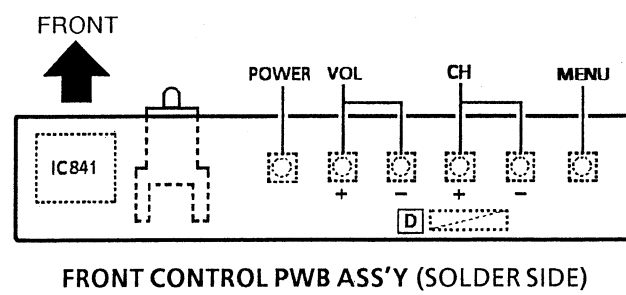 FRONT
POWER VOL CH MENU
IC841
+ − + −
D
FRONT CONTROL PWB ASS'Y (SOLDER SIDE)